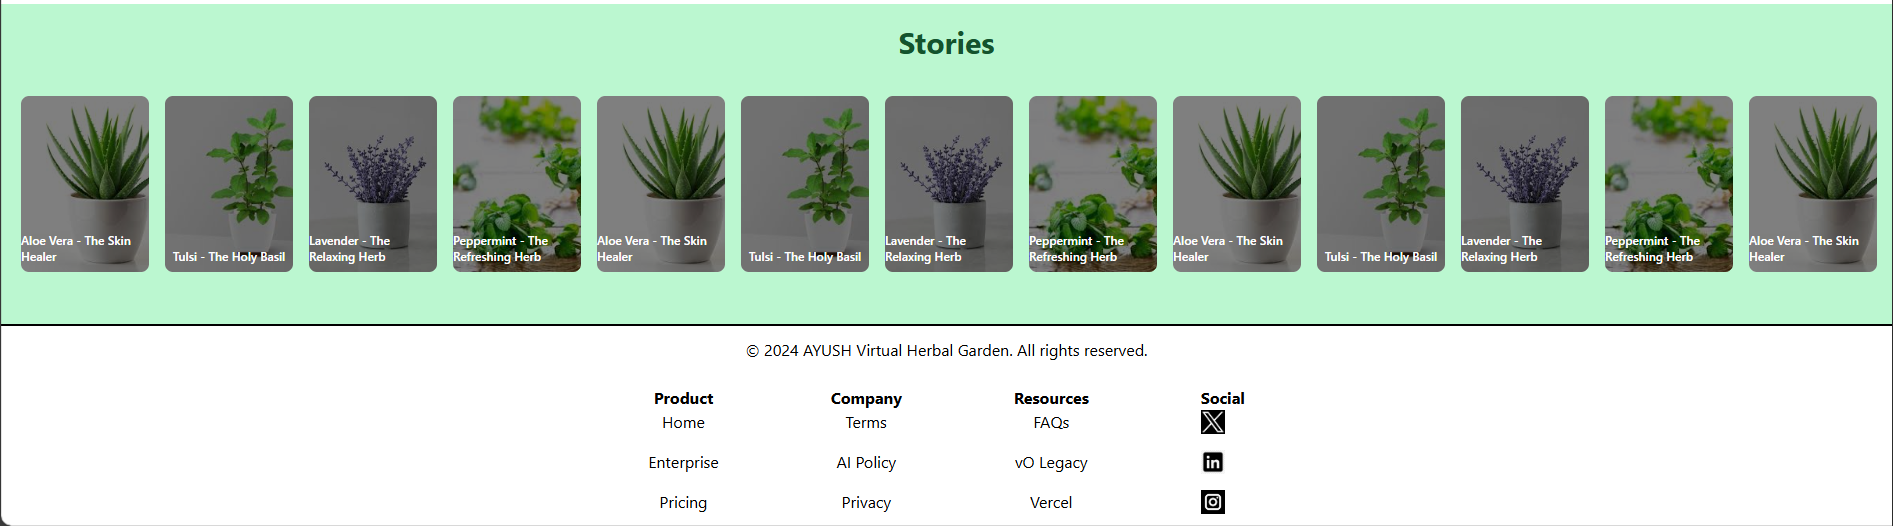 Stories
Aloe Vera - The Skin
Healer
Tulsi - The Holy Basil
Lavender - The
Relaxing Herb
Peppermint - The
Refreshing Herb
Aloe Vera - The Skin
Healer
Tulsi - The Holy Basil
Lavender - The
Relaxing Herb
Peppermint - The
Refreshing Herb
Aloe Vera - The Skin
Healer
Tulsi - The Holy Basil
Lavender - The
Relaxing Herb
Peppermint - The
Refreshing Herb
Aloe Vera - The Skin
Healer
© 2024 AYUSH Virtual Herbal Garden. All rights reserved.
Product
Home
Enterprise
Pricing
Company
Terms
AI Policy
Privacy
Resources
FAQs
vO Legacy
Vercel
Social
X
in